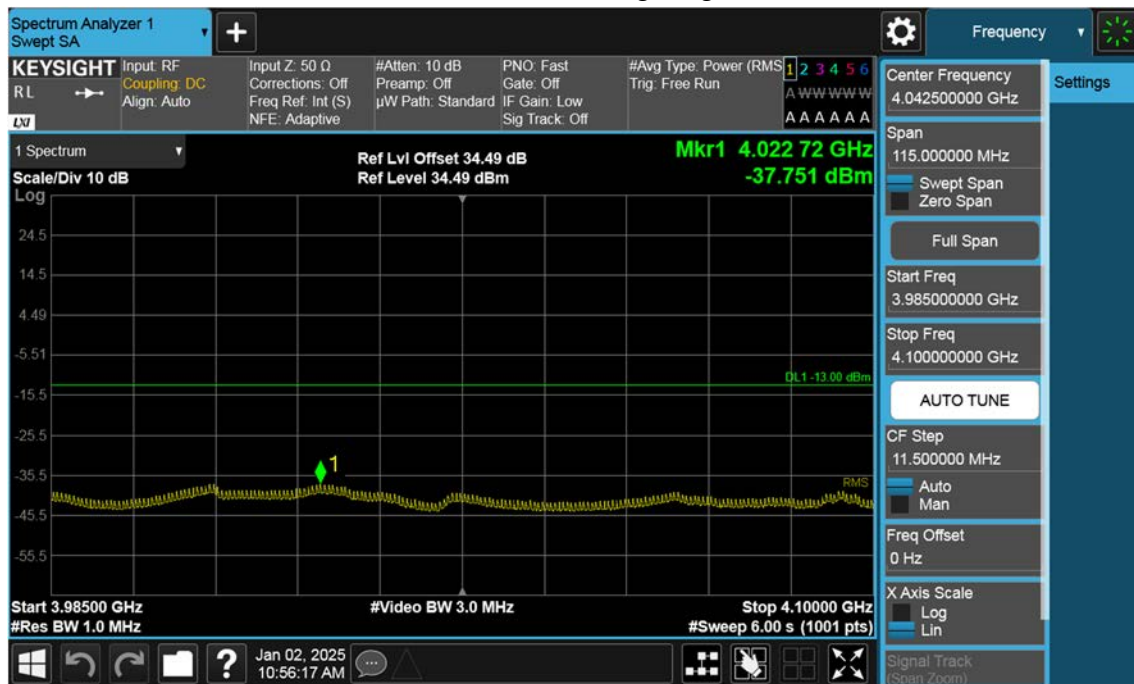 Spectrum Analyzer 1
Swept SA
Frequency
KEYSIGHT
R L
LXI
Input: RF
Coupling: DC
Align: Auto
Input Z: 50 Ω
Corrections: Off
Freq Ref: Int (S)
NFE: Adaptive
#Atten: 10 dB
Preamp: Off
µW Path: Standard
PNO: Fast
Gate: Off
IF Gain: Low
Sig Track: Off
#Avg Type: Power (RMS
Trig: Free Run
1 2 3 4 5 6
A W W W W W
A A A A A A
1 Spectrum
Scale/Div 10 dB
Ref Lvl Offset 34.49 dB
Ref Level 34.49 dBm
Mkr1 4.022 72 GHz
-37.751 dBm
Log
24.5
14.5
4.49
-5.51
DL1 -13.00 dBm
-15.5
-25.5
1
-35.5
RMS
-45.5
-55.5
Start 3.98500 GHz
#Video BW 3.0 MHz
Stop 4.10000 GHz
#Res BW 1.0 MHz
#Sweep 6.00 s (1001 pts)
?
Jan 02, 2025
10:56:17 AM
Center Frequency
4.042500000 GHz
Settings
Span
115.000000 MHz
Swept Span
Zero Span
Full Span
Start Freq
3.985000000 GHz
Stop Freq
4.100000000 GHz
AUTO TUNE
CF Step
11.500000 MHz
Auto
Man
Freq Offset
0 Hz
X Axis Scale
Log
Lin
Signal Track
(Span Zoom)